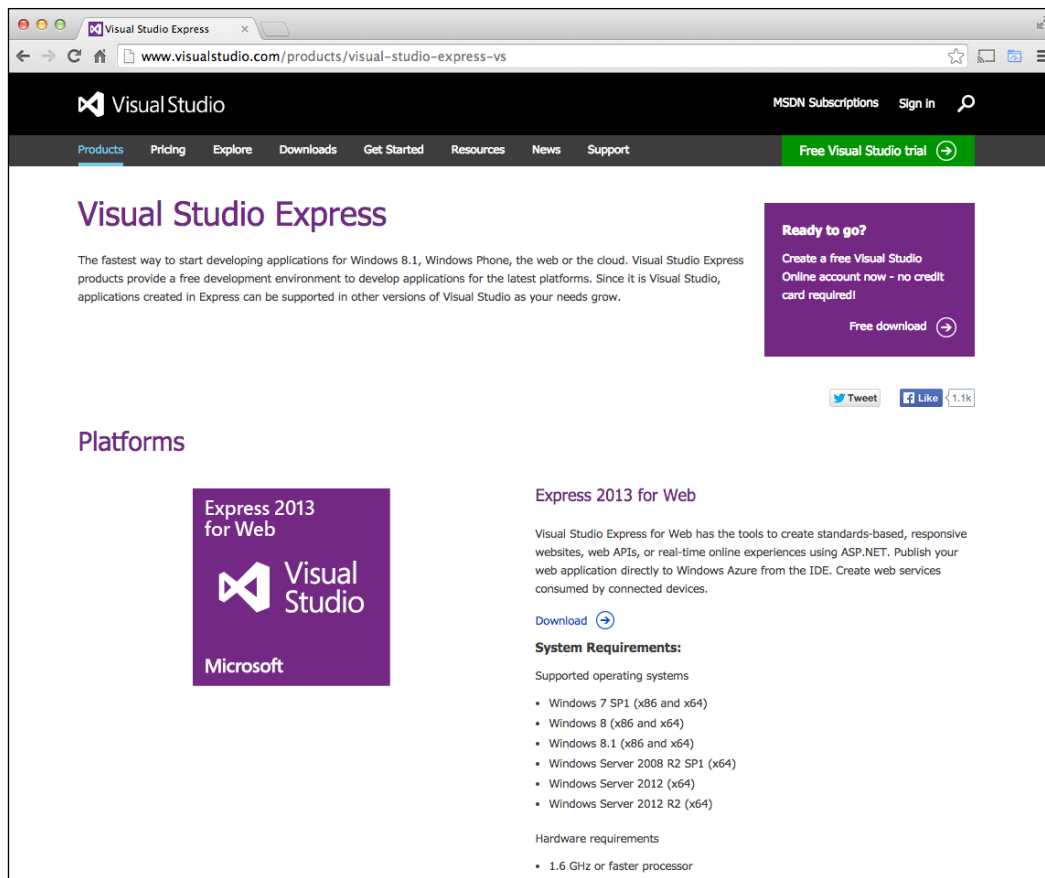 Visual Studio Express
www.visualstudio.com/products/visual-studio-express-vs
Visual Studio
MSDN Subscriptions Sign in
Products Pricing Explore Downloads Get Started Resources News Support
Free Visual Studio trial
Visual Studio Express
The fastest way to start developing applications for Windows 8.1, Windows Phone, the web or the cloud. Visual Studio Express
products provide a free development environment to develop applications for the latest platforms. Since it is Visual Studio,
applications created in Express can be supported in other versions of Visual Studio as your needs grow.
Ready to go?
Create a free Visual Studio
Online account now - no credit
card required!
Free download
Tweet
Like 1.1k
Platforms
Express 2013
for Web
Visual
Studio
Microsoft
Express 2013 for Web
Visual Studio Express for Web has the tools to create standards-based, responsive
websites, web APIs, or real-time online experiences using ASP.NET. Publish your
web application directly to Windows Azure from the IDE. Create web services
consumed by connected devices.
Download
System Requirements:
Supported operating systems
• Windows 7 SP1 (x86 and x64)
• Windows 8 (x86 and x64)
• Windows 8.1 (x86 and x64)
• Windows Server 2008 R2 SP1 (x64)
• Windows Server 2012 (x64)
• Windows Server 2012 R2 (x64)
Hardware requirements
• 1.6 GHz or faster processor